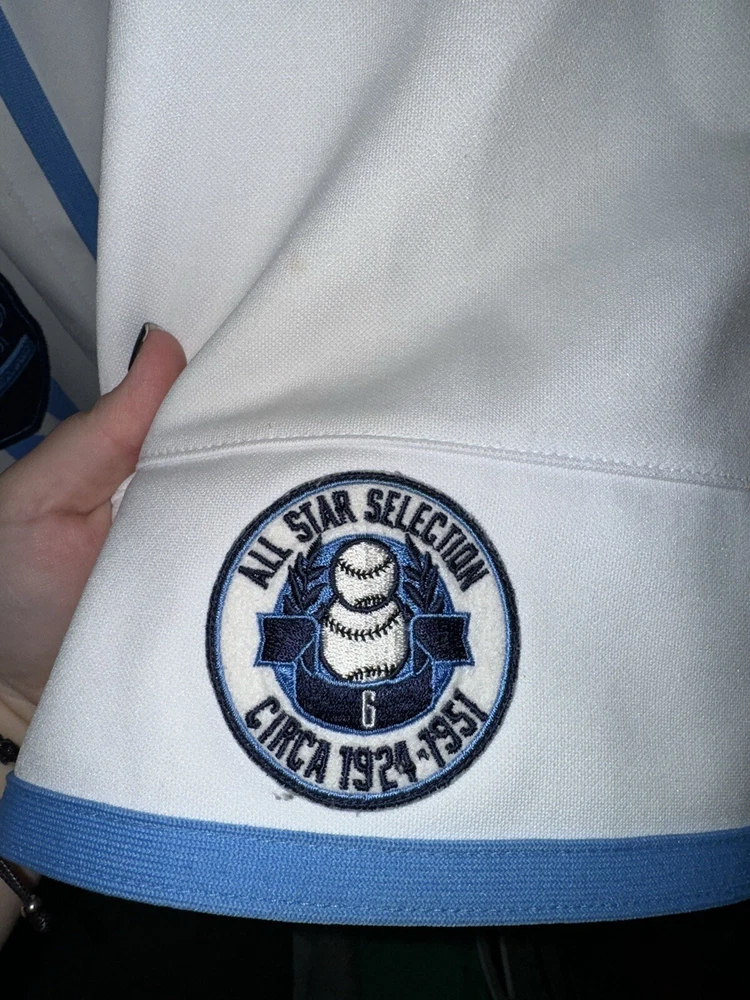 ALL STAR SELECTION
6
CIRCA 1924-1951